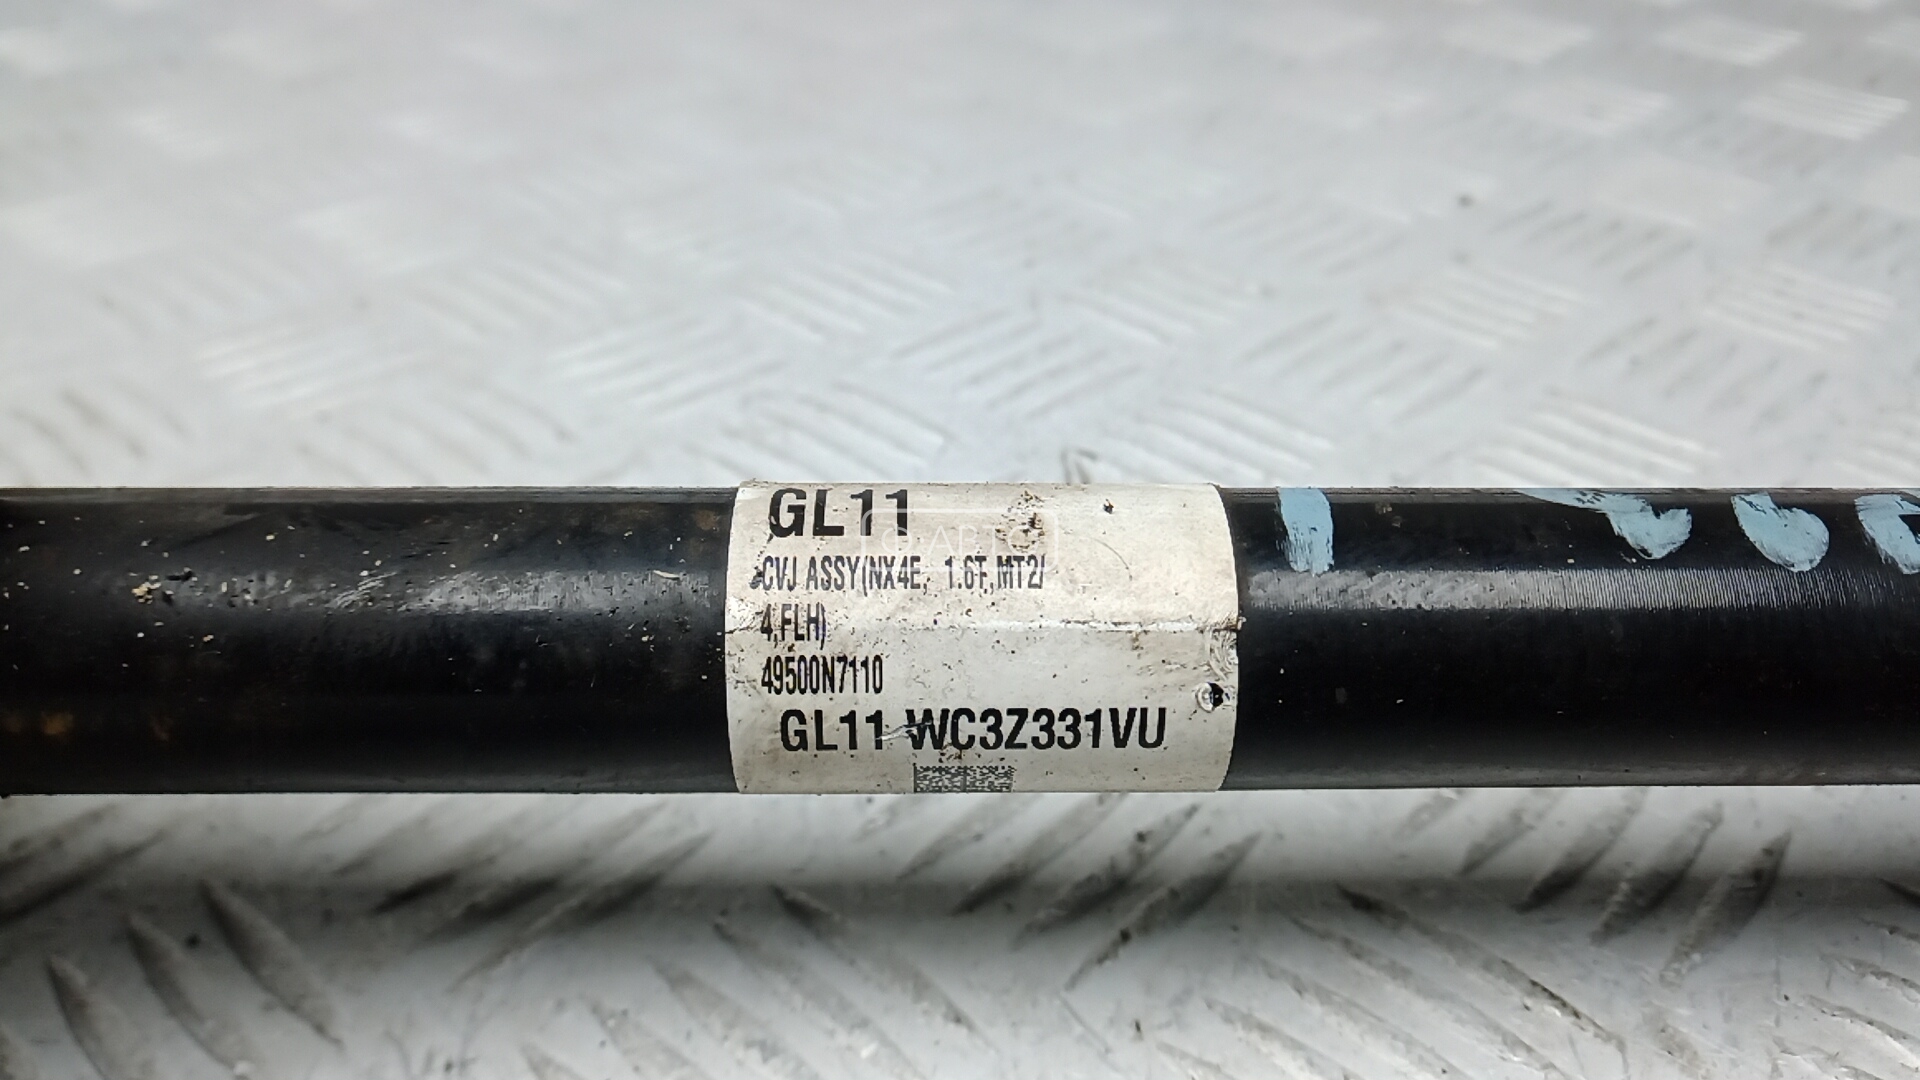 GL11
CVJ ASSY(NX4E, 1.6T, MT2/
4,FLH)
49500N7110
GL11 WC3Z331VU